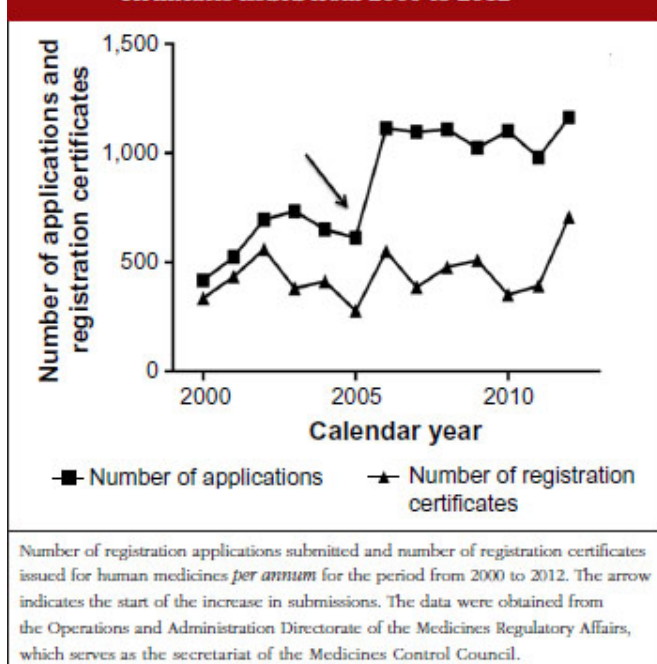 1,500
1,000
500
0
Number of applications and
registration certificates
2000
2005
2010
Calendar year
Number of applications
Number of registration
certificates
Number of registration applications submitted and number of registration certificates
issued for human medicines per annum for the period from 2000 to 2012. The arrow
indicates the start of the increase in submissions. The data were obtained from
the Operations and Administration Directorate of the Medicines Regulatory Affairs,
which serves as the secretariat of the Medicines Control Council.